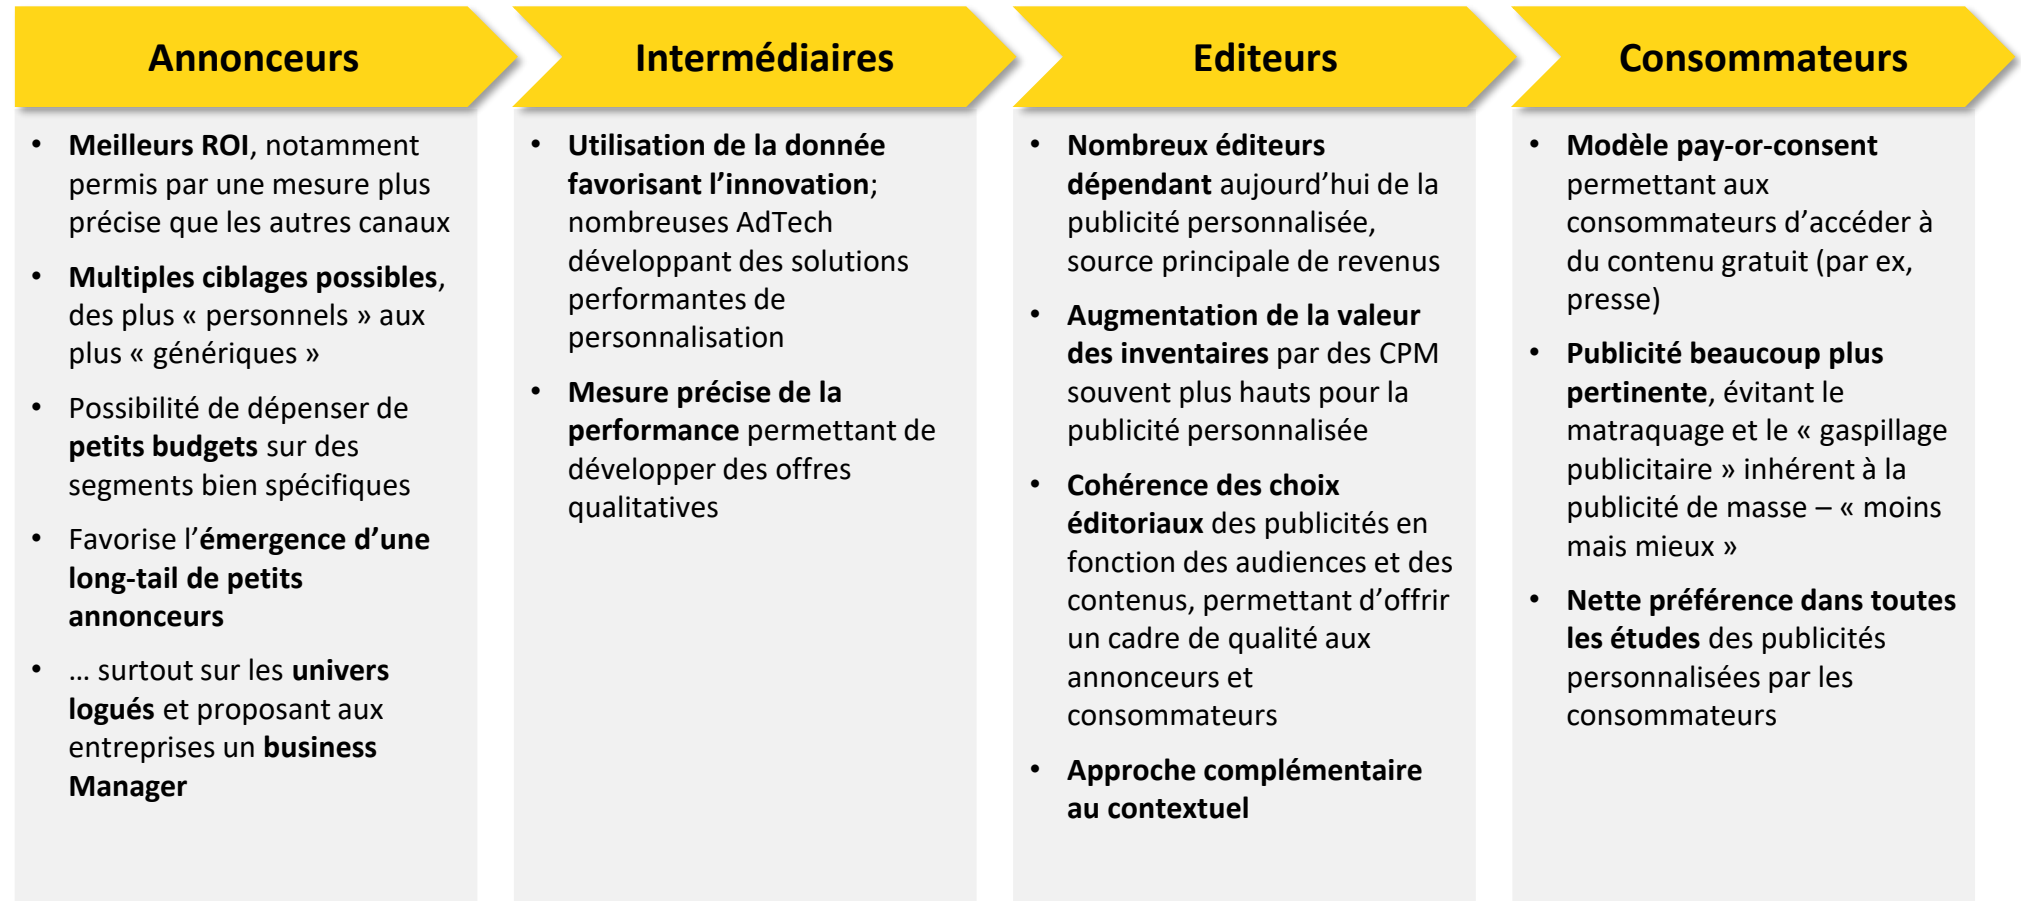 Annonceurs
• Meilleurs ROI, notamment
permis par une mesure plus
précise que les autres canaux
• Multiples ciblages possibles,
des plus « personnels » aux
plus « génériques »
• Possibilité de dépenser de
petits budgets sur des
segments bien spécifiques
• Favorise l’émergence d’une
long-tail de petits
annonceurs
• … surtout sur les univers
logués et proposant aux
entreprises un business
Manager
Intermédiaires
• Utilisation de la donnée
favorisant l’innovation;
nombreuses AdTech
développant des solutions
performantes de
personnalisation
• Mesure précise de la
performance permettant de
développer des offres
qualitatives
Editeurs
• Nombreux éditeurs
dépendant aujourd’hui de la
publicité personnalisée,
source principale de revenus
• Augmentation de la valeur
des inventaires par des CPM
souvent plus hauts pour la
publicité personnalisée
• Cohérence des choix
éditoriaux des publicités en
fonction des audiences et des
contenus, permettant d’offrir
un cadre de qualité aux
annonceurs et
consommateurs
• Approche complémentaire
au contextuel
Consommateurs
• Modèle pay-or-consent
permettant aux
consommateurs d’accéder à
du contenu gratuit (par ex,
presse)
• Publicité beaucoup plus
pertinente, évitant le
matraquage et le « gaspillage
publicitaire » inhérent à la
publicité de masse – « moins
mais mieux »
• Nette préférence dans toutes
les études des publicités
personnalisées par les
consommateurs